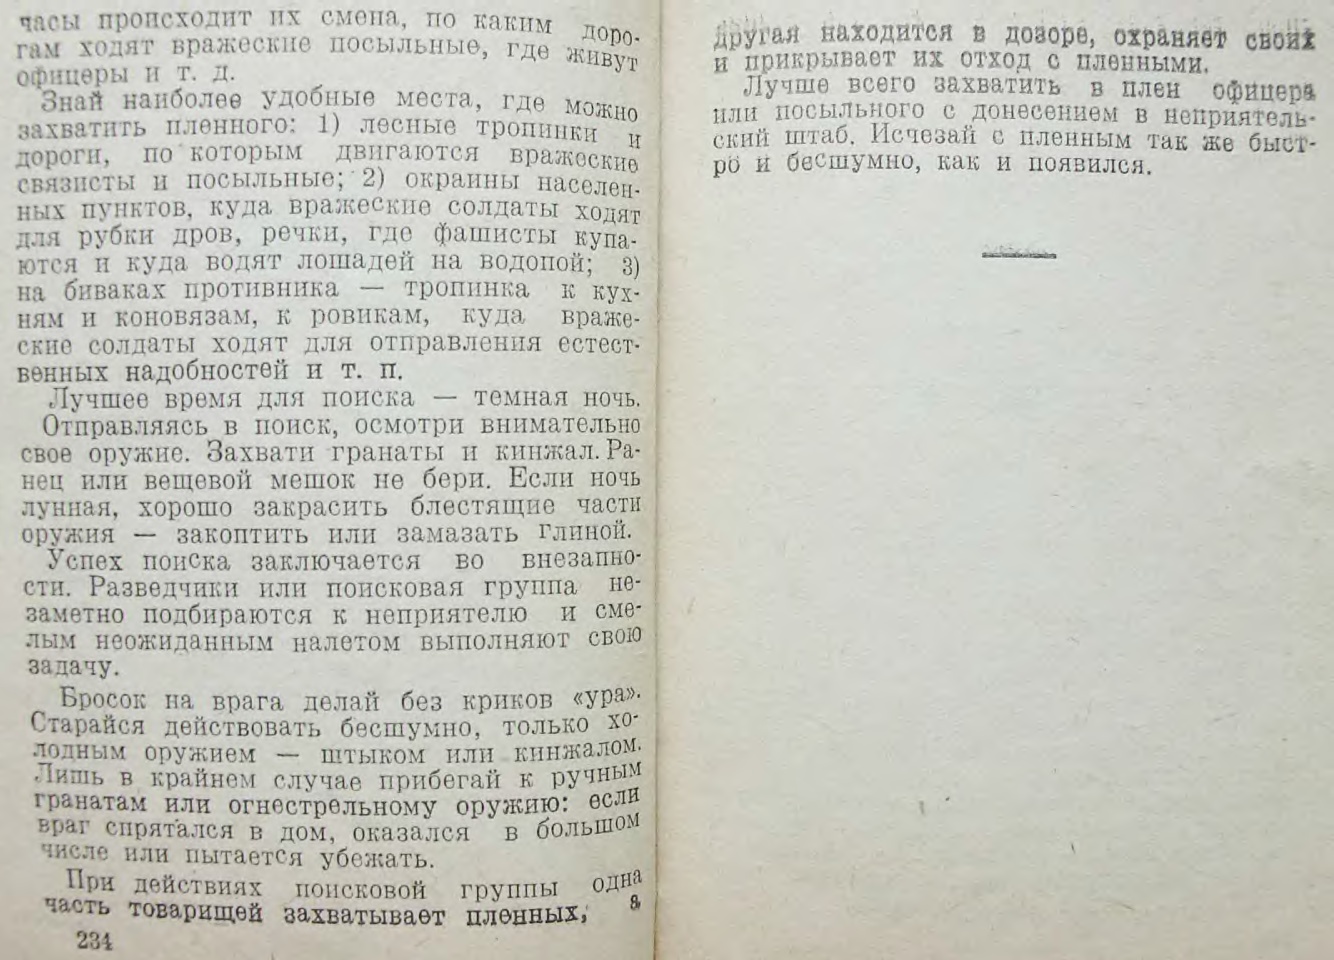 часы происходит их смена, по каким доро-
гам ходят вражеские посыльные, где живут
офицеры и т. д.
Знай наиболее удобные места, где можно
захватить пленного: 1) лесные тропинки и
дороги, по которым двигаются вражеские
связисты и посыльные; 2) окраины населен-
ных пунктов, куда вражеские солдаты ходят
для рубки дров, речки, где фашисты купа-
ются и куда водят лошадей на водопой; 3)
на биваках противника — тропинка к кух-
ням и коновязам, к ровикам, куда враже-
ские солдаты ходят для отправления естест-
венных надобностей и т. п.
Лучшее время для поиска — темная ночь.
Отправляясь в поиск, осмотри внимательно
свое оружие. Захвати гранаты и кинжал. Ра-
нец или вещевой мешок не бери. Если ночь
лунная, хорошо закрасить блестящие части
оружия — закоптить или замазать глиной.
Успех поиска заключается во внезапно-
сти. Разведчики или поисковая группа не-
заметно подбираются к неприятелю и сме-
лым неожиданным налетом выполняют свою
задачу.
Бросок на врага делай без криков «ура».
Старайся действовать бесшумно, только хо-
лодным оружием — штыком или кинжалом.
Лишь в крайнем случае прибегай к ручным
гранатам или огнестрельному оружию: если
враг спрятался в дом, оказался в большом
числе или пытается убежать.
При действиях поисковой группы одна
часть товарищей захватывает пленных, а
234
другая находится в дозоре, охраняет своих
и прикрывает их отход с пленными.
Лучше всего захватить в плен офицера
или посыльного с донесением в неприятель-
ский штаб. Исчезай с пленным так же быст-
ро и бесшумно, как и появился.